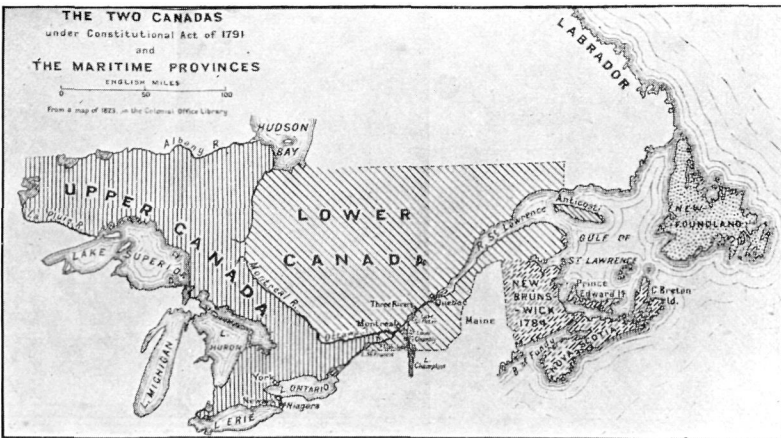 THE TWO CANADAS
under Constitutional Act of 1791
and
THE MARITIME PROVINCES
ENGLISH MILES
0 50 100
From a map of 1823, in the Colonial Office Library
LABRADOR
HUDSON
BAY
Albany R.
UPPER CANADA
LOWER
CANADA
R. St. Lawrence
Anticosti
NEW
FOUNDLAND
GULF OF
ST LAWRENCE
LAKE SUPERIOR
Montreal R.
Three Rivers
Quebec
Montreal
Maine
NEW
BRUNS
WICK
1784
Prince
Edward Id.
C. Breton
Id.
B. of Fundy
NOVA SCOTIA
L. MICHIGAN
L.
HURON
L.
Champlain
York
L. ONTARIO
Niagara
L. ERIE